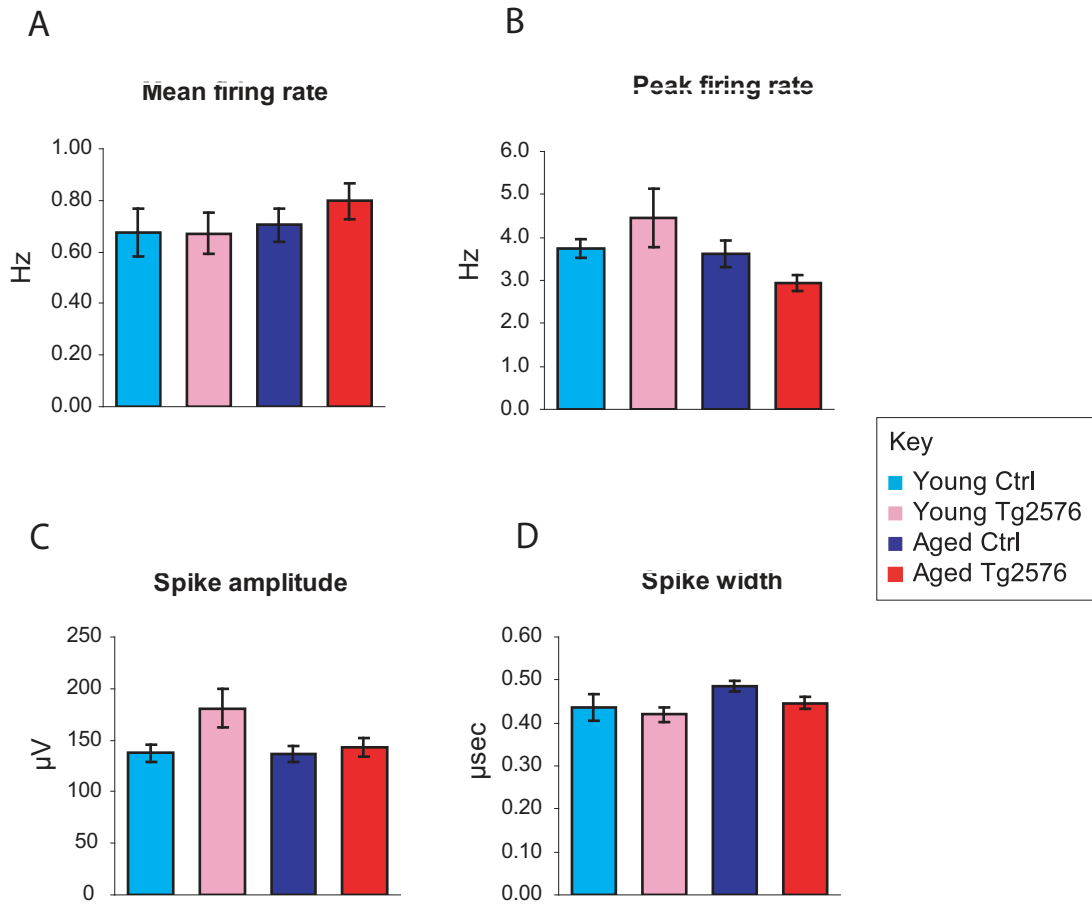 A
Mean firing rate
Hz
1.00
0.80
0.60
0.40
0.20
0.00
B
Peak firing rate
Hz
6.0
5.0
4.0
3.0
2.0
1.0
0.0
Key
Young Ctrl
Young Tg2576
Aged Ctrl
Aged Tg2576
C
Spike amplitude
µV
250
200
150
100
50
0
D
Spike width
µsec
0.60
0.50
0.40
0.30
0.20
0.10
0.00